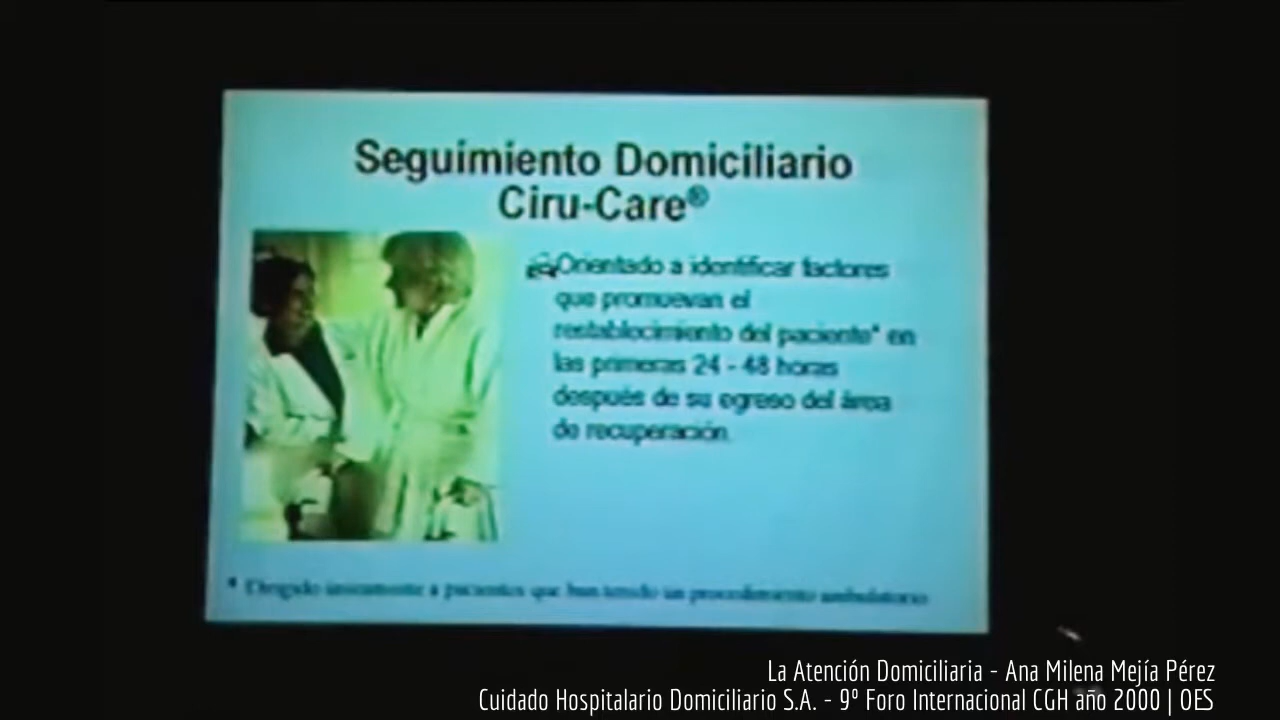 Seguimiento Domiciliario
Ciru-Care®
Orientado a identificar factores
que promuevan el
restablecimiento del paciente* en
las primeras 24 - 48 horas
después de su egreso del área
de recuperación.
* Dirigido únicamente a pacientes que han tenido un procedimiento ambulatorio
La Atención Domiciliaria - Ana Milena Mejía Pérez
Cuidado Hospitalario Domiciliario S.A. - 9º Foro Internacional CGH año 2000 | OES